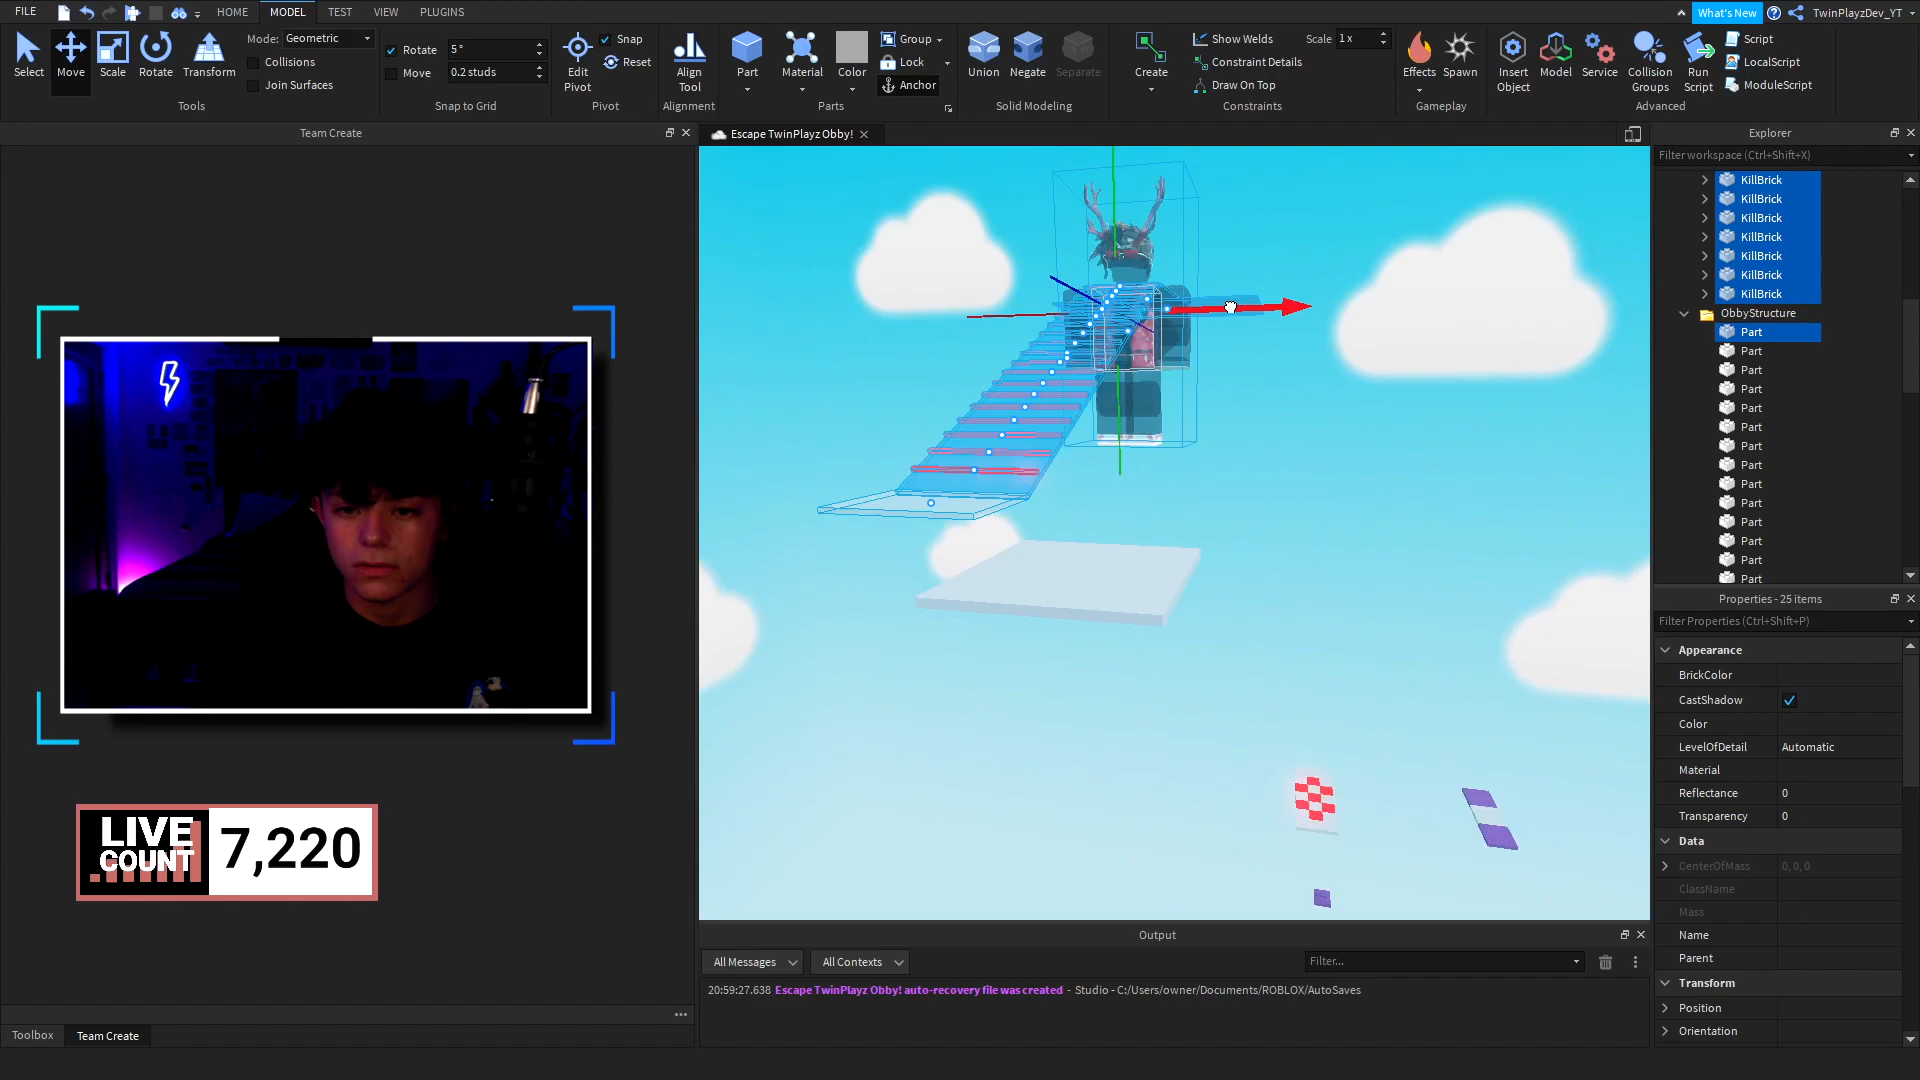 FILE
HOME
MODEL
TEST
VIEW
PLUGINS
What's New
TwinPlayzDev_YT
Select
Move
Scale
Rotate
Transform
Mode:
Geometric
Collisions
Join Surfaces
Tools
Rotate
5 °
Move
0.2 studs
Snap to Grid
Edit
Pivot
Snap
Reset
Pivot
Align
Tool
Alignment
Part
Material
Color
Group
Lock
Anchor
Parts
Union
Negate
Separate
Solid Modeling
Create
Show Welds
Scale
1 x
Constraint Details
Draw On Top
Constraints
Effects
Spawn
Gameplay
Insert
Object
Model
Service
Collision
Groups
Run
Script
Script
LocalScript
ModuleScript
Advanced
Team Create
LIVE
COUNT
7,220
Toolbox
Team Create
Escape TwinPlayz Obby!
Output
All Messages
All Contexts
Filter...
20:59:27.638 Escape TwinPlayz Obby! auto-recovery file was created - Studio - C:/Users/owner/Documents/ROBLOX/AutoSaves
Explorer
Filter workspace (Ctrl+Shift+X)
KillBrick
KillBrick
KillBrick
KillBrick
KillBrick
KillBrick
KillBrick
ObbyStructure
Part
Part
Part
Part
Part
Part
Part
Part
Part
Part
Part
Part
Part
Part
Properties - 25 items
Filter Properties (Ctrl+Shift+P)
Appearance
BrickColor
CastShadow
Color
LevelOfDetail
Automatic
Material
Reflectance
0
Transparency
0
Data
CenterOfMass
0, 0, 0
ClassName
Mass
Name
Parent
Transform
Position
Orientation